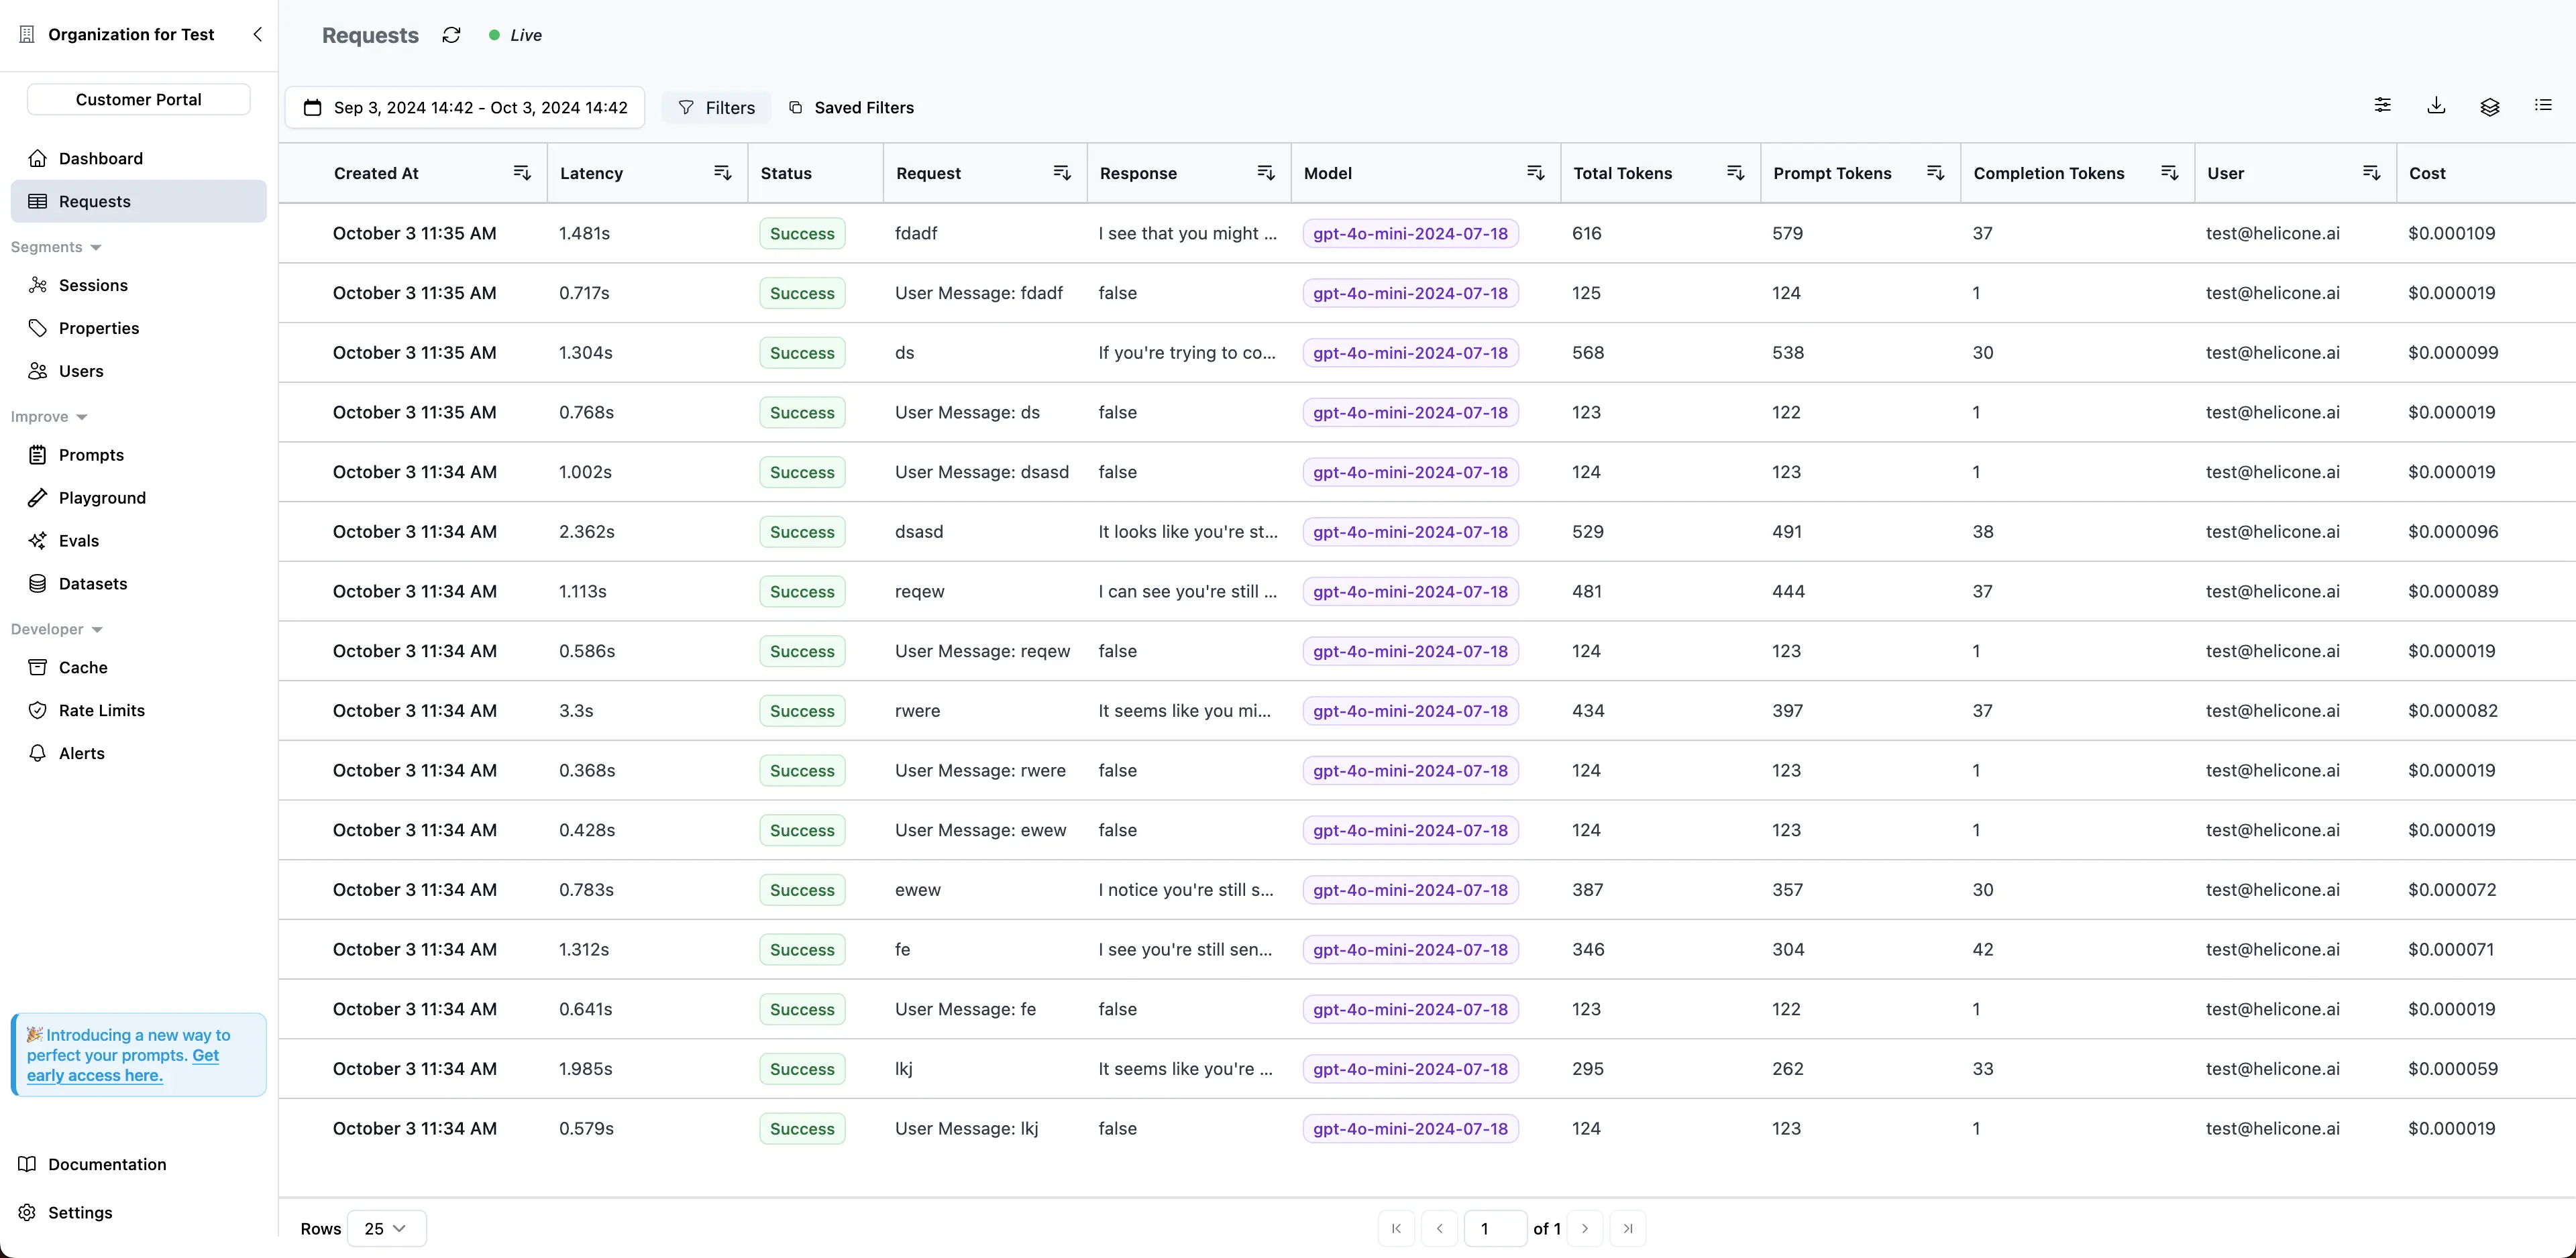 Organization for Test
Customer Portal
Dashboard
Requests
Segments
Sessions
Properties
Users
Improve
Prompts
Playground
Evals
Datasets
Developer
Cache
Rate Limits
Alerts
Introducing a new way to
perfect your prompts. Get
early access here.
Documentation
Settings
Requests Live
Sep 3, 2024 14:42 - Oct 3, 2024 14:42 Filters Saved Filters
Created At Latency Status Request Response Model Total Tokens Prompt Tokens Completion Tokens User Cost
October 3 11:35 AM 1.481s Success fdadf I see that you might ... gpt-4o-mini-2024-07-18 616 579 37 test@helicone.ai $0.000109
October 3 11:35 AM 0.717s Success User Message: fdadf false gpt-4o-mini-2024-07-18 125 124 1 test@helicone.ai $0.000019
October 3 11:35 AM 1.304s Success ds If you're trying to co... gpt-4o-mini-2024-07-18 568 538 30 test@helicone.ai $0.000099
October 3 11:35 AM 0.768s Success User Message: ds false gpt-4o-mini-2024-07-18 123 122 1 test@helicone.ai $0.000019
October 3 11:34 AM 1.002s Success User Message: dsasd false gpt-4o-mini-2024-07-18 124 123 1 test@helicone.ai $0.000019
October 3 11:34 AM 2.362s Success dsasd It looks like you're st... gpt-4o-mini-2024-07-18 529 491 38 test@helicone.ai $0.000096
October 3 11:34 AM 1.113s Success reqew I can see you're still ... gpt-4o-mini-2024-07-18 481 444 37 test@helicone.ai $0.000089
October 3 11:34 AM 0.586s Success User Message: reqew false gpt-4o-mini-2024-07-18 124 123 1 test@helicone.ai $0.000019
October 3 11:34 AM 3.3s Success rwere It seems like you mi... gpt-4o-mini-2024-07-18 434 397 37 test@helicone.ai $0.000082
October 3 11:34 AM 0.368s Success User Message: rwere false gpt-4o-mini-2024-07-18 124 123 1 test@helicone.ai $0.000019
October 3 11:34 AM 0.428s Success User Message: ewew false gpt-4o-mini-2024-07-18 124 123 1 test@helicone.ai $0.000019
October 3 11:34 AM 0.783s Success ewew I notice you're still s... gpt-4o-mini-2024-07-18 387 357 30 test@helicone.ai $0.000072
October 3 11:34 AM 1.312s Success fe I see you're still sen... gpt-4o-mini-2024-07-18 346 304 42 test@helicone.ai $0.000071
October 3 11:34 AM 0.641s Success User Message: fe false gpt-4o-mini-2024-07-18 123 122 1 test@helicone.ai $0.000019
October 3 11:34 AM 1.985s Success lkj It seems like you're ... gpt-4o-mini-2024-07-18 295 262 33 test@helicone.ai $0.000059
October 3 11:34 AM 0.579s Success User Message: lkj false gpt-4o-mini-2024-07-18 124 123 1 test@helicone.ai $0.000019
Rows 25 1 of 1